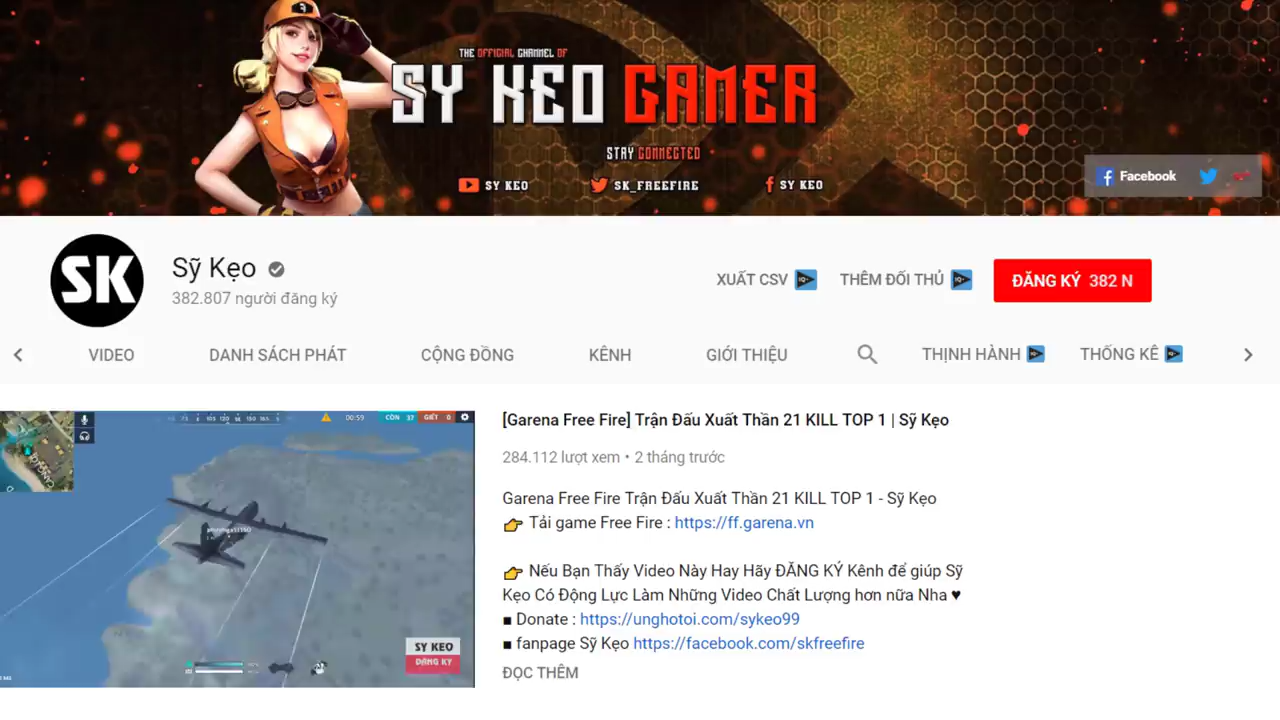 THE OFFICIAL CHANNEL OF
SY KEO GAMER
STAY CONNECTED
SY KEO SK_FREEFIRE SY KEO
Facebook
SK
Sỹ Kẹo
382.807 người đăng ký
XUẤT CSV THÊM ĐỐI THỦ ĐĂNG KÝ 382 N
VIDEO DANH SÁCH PHÁT CỘNG ĐỒNG KÊNH GIỚI THIỆU THỊNH HÀNH THỐNG KÊ
00:59 CÒN 37 GIẾT 0
SY KEO
ĐĂNG KÝ
[Garena Free Fire] Trận Đấu Xuất Thần 21 KILL TOP 1 | Sỹ Kẹo
284.112 lượt xem • 2 tháng trước
Garena Free Fire Trận Đấu Xuất Thần 21 KILL TOP 1 - Sỹ Kẹo
👉 Tải game Free Fire : https://ff.garena.vn
👉 Nếu Bạn Thấy Video Này Hay Hãy ĐĂNG KÝ Kênh để giúp Sỹ
Kẹo Có Động Lực Làm Những Video Chất Lượng hơn nữa Nha ♥
■ Donate : https://unghotoi.com/sykeo99
■ fanpage Sỹ Kẹo https://facebook.com/skfreefire
ĐỌC THÊM